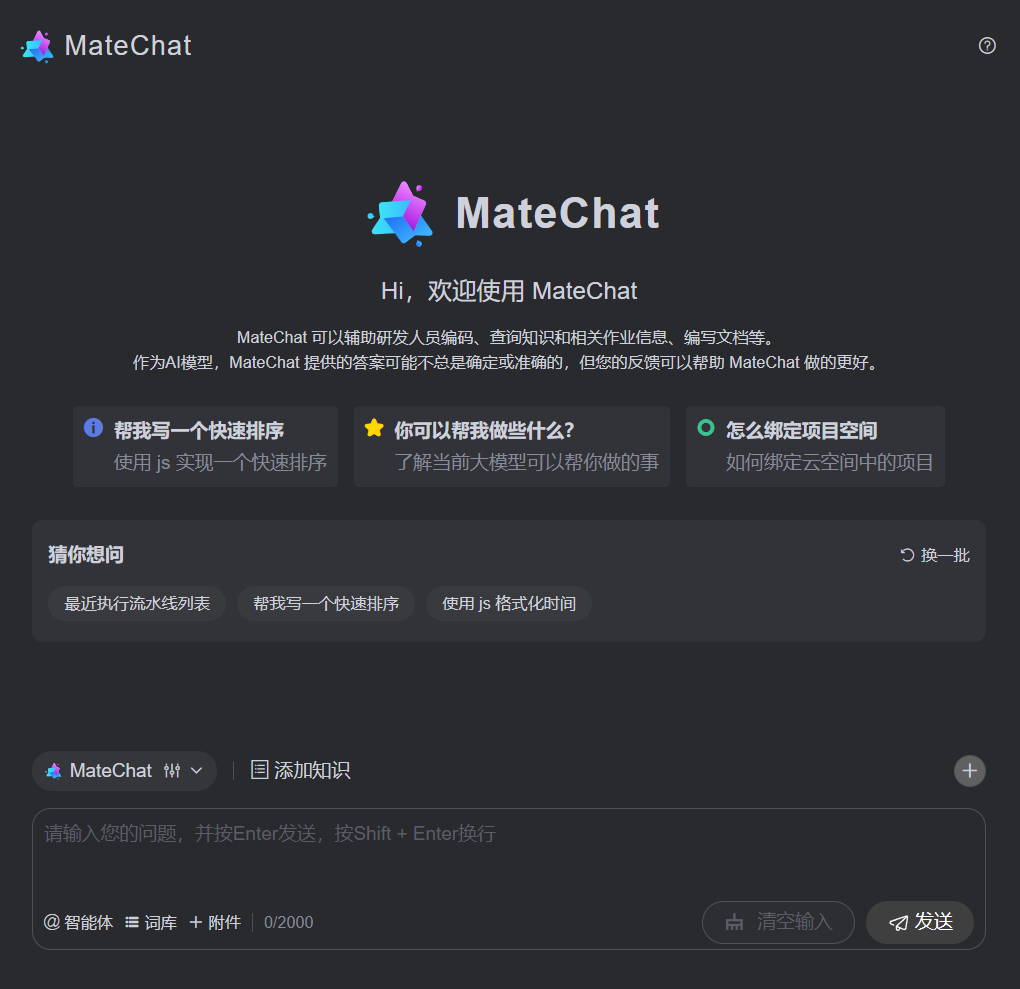 MateChat
MateChat
Hi，欢迎使用 MateChat
MateChat 可以辅助研发人员编码、查询知识和相关作业信息、编写文档等。
作为AI模型，MateChat 提供的答案可能不总是确定或准确的，但您的反馈可以帮助 MateChat 做的更好。
帮我写一个快速排序
使用 js 实现一个快速排序
你可以帮我做些什么?
了解当前大模型可以帮你做的事
怎么绑定项目空间
如何绑定云空间中的项目
猜你想问
换一批
最近执行流水线列表 帮我写一个快速排序 使用 js 格式化时间
MateChat 添加知识
请输入您的问题，并按Enter发送，按Shift + Enter换行
@ 智能体 词库 附件 0/2000 清空输入 发送